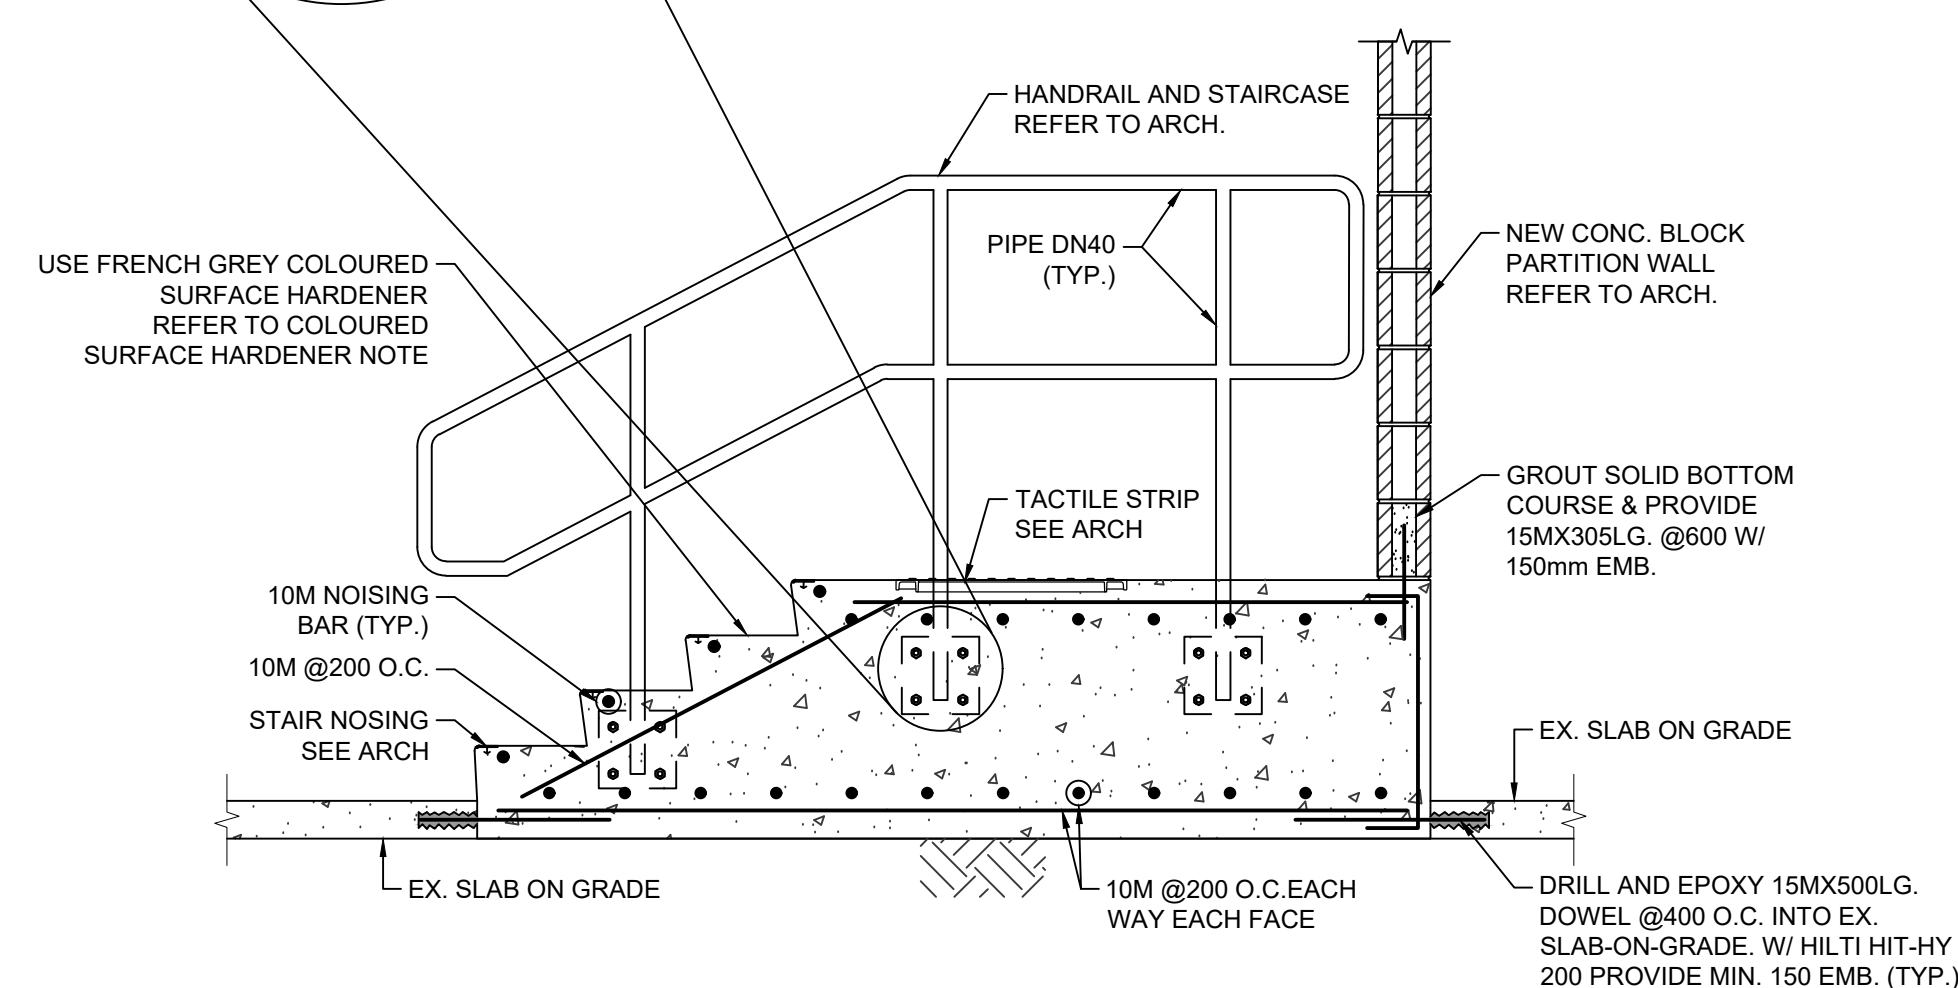 HANDRAIL AND STAIRCASE
REFER TO ARCH.
PIPE DN40
(TYP.)
NEW CONC. BLOCK
PARTITION WALL
REFER TO ARCH.
USE FRENCH GREY COLOURED
SURFACE HARDENER
REFER TO COLOURED
SURFACE HARDENER NOTE
GROUT SOLID BOTTOM
COURSE & PROVIDE
15MX305LG. @600 W/
150mm EMB.
TACTILE STRIP
SEE ARCH
10M NOISING
BAR (TYP.)
10M @200 O.C.
STAIR NOSING
SEE ARCH
EX. SLAB ON GRADE
EX. SLAB ON GRADE
10M @200 O.C.EACH
WAY EACH FACE
DRILL AND EPOXY 15MX500LG.
DOWEL @400 O.C. INTO EX.
SLAB-ON-GRADE. W/ HILTI HIT-HY
200 PROVIDE MIN. 150 EMB. (TYP.)